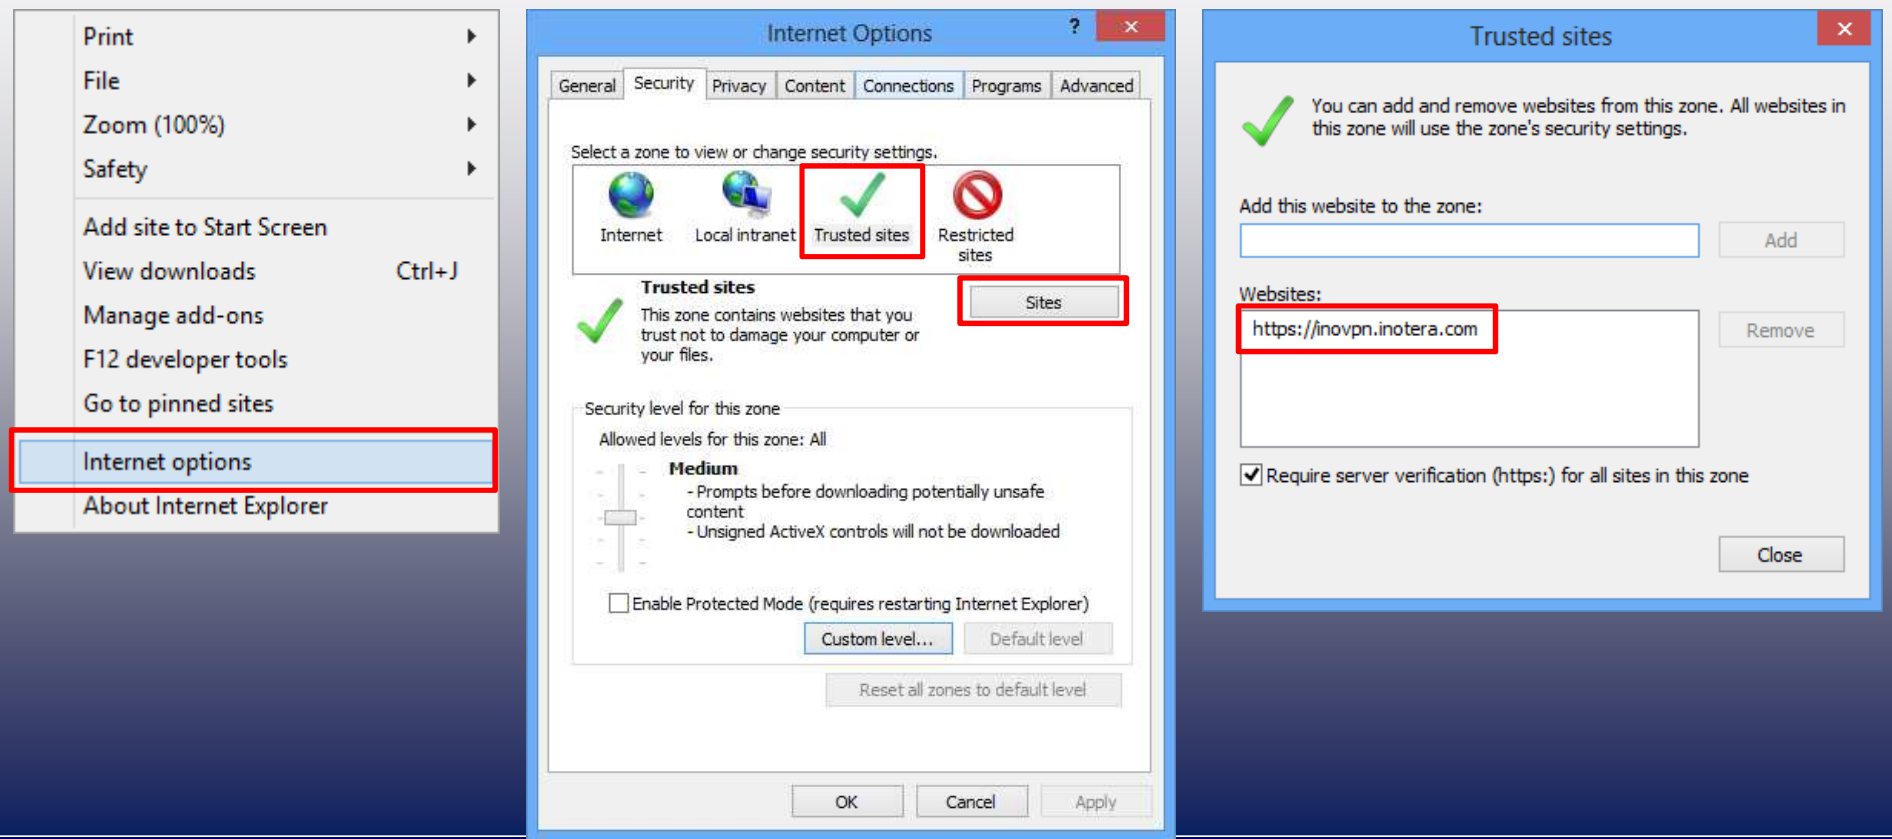 Print
File
Zoom (100%)
Safety
Add site to Start Screen
View downloads Ctrl+J
Manage add-ons
F12 developer tools
Go to pinned sites
Internet options
About Internet Explorer
Internet Options
?
General Security Privacy Content Connections Programs Advanced
Select a zone to view or change security settings.
Internet Local intranet Trusted sites Restricted
sites
Trusted sites
Sites
This zone contains websites that you
trust not to damage your computer or
your files.
Security level for this zone
Allowed levels for this zone: All
Medium
- Prompts before downloading potentially unsafe
content
- Unsigned ActiveX controls will not be downloaded
Enable Protected Mode (requires restarting Internet Explorer)
Custom level... Default level
Reset all zones to default level
OK Cancel Apply
Trusted sites
You can add and remove websites from this zone. All websites in
this zone will use the zone's security settings.
Add this website to the zone:
Add
Websites:
https://inovpn.inotera.com
Remove
Require server verification (https:) for all sites in this zone
Close